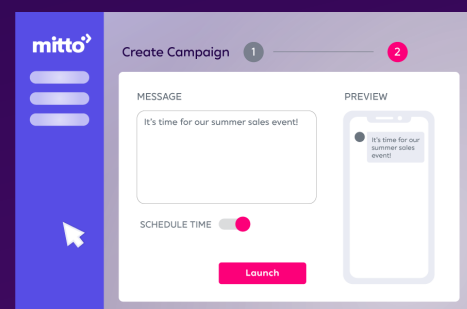 mitto
Create Campaign 1 2
MESSAGE
It's time for our summer sales event!
SCHEDULE TIME
Launch
PREVIEW
It's time for our
summer sales
event!